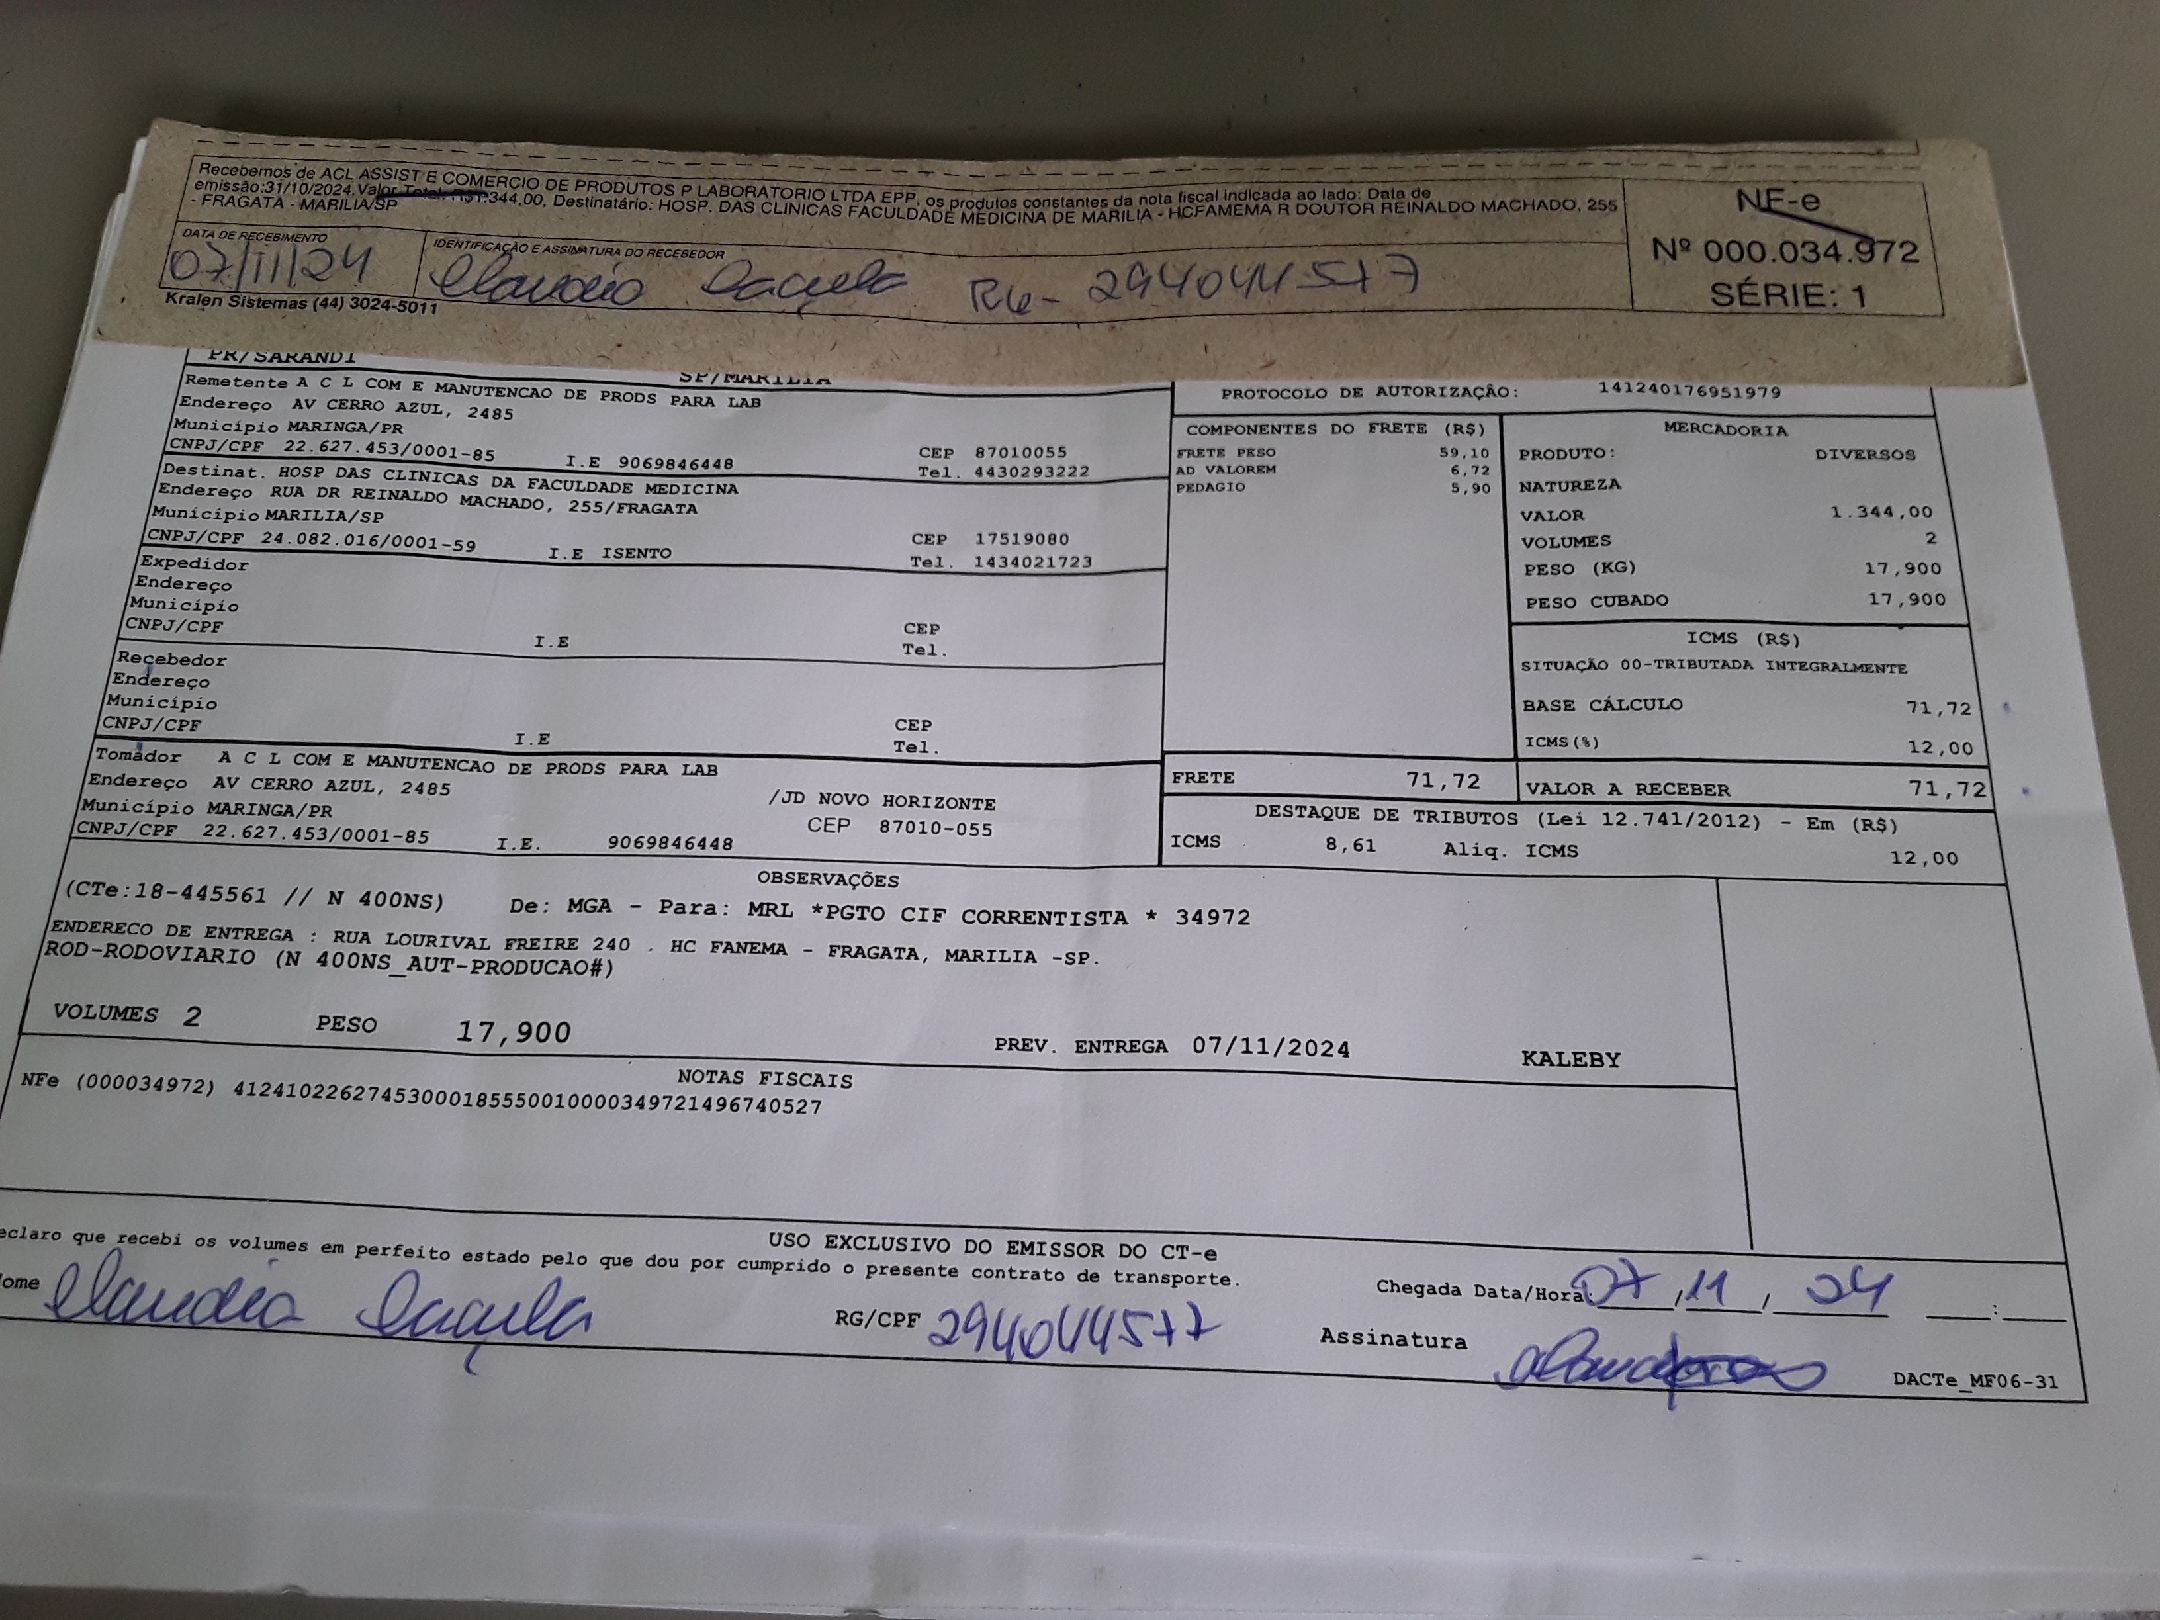 Recebemos de ACL ASSIST E COMERCIO DE PRODUTOS P LABORATORIO LTDA EPP, os produtos constantes da nota fiscal indicada ao lado: Data de
emissão:31/10/2024,Valor Total: R$1.344,00, Destinatário: HOSP. DAS CLINICAS FACULDADE MEDICINA DE MARILIA - HCFAMEMA R DOUTOR REINALDO MACHADO, 255
- FRAGATA - MARILIA/SP
NF-e
Nº 000.034.972
SÉRIE: 1
DATA DE RECEBIMENTO
07/11/24
IDENTIFICAÇÃO E ASSINATURA DO RECEBEDOR
Claudio RG- 294044577
Kralen Sistemas (44) 3024-5011
PR/SARANDI
SP/MARILIA
Remetente A C L COM E MANUTENCAO DE PRODS PARA LAB
Endereço AV CERRO AZUL, 2485
Município MARINGA/PR
CEP 87010055
CNPJ/CPF 22.627.453/0001-85 I.E 9069846448 Tel. 4430293222
Destinat. HOSP DAS CLINICAS DA FACULDADE MEDICINA
Endereço RUA DR REINALDO MACHADO, 255/FRAGATA
Município MARILIA/SP
CEP 17519080
CNPJ/CPF 24.082.016/0001-59 I.E ISENTO Tel. 1434021723
Expedidor
Endereço
Município
CEP
CNPJ/CPF I.E Tel.
Recebedor
Endereço
Município
CEP
CNPJ/CPF I.E Tel.
Tomador A C L COM E MANUTENCAO DE PRODS PARA LAB
Endereço AV CERRO AZUL, 2485 /JD NOVO HORIZONTE
Município MARINGA/PR CEP 87010-055
CNPJ/CPF 22.627.453/0001-85 I.E. 9069846448
PROTOCOLO DE AUTORIZAÇÃO: 141240176951979
COMPONENTES DO FRETE (R$)
FRETE PESO 59,10
AD VALOREM 6,72
PEDAGIO 5,90
MERCADORIA
PRODUTO: DIVERSOS
NATUREZA
VALOR 1.344,00
VOLUMES 2
PESO (KG) 17,900
PESO CUBADO 17,900
ICMS (R$)
SITUAÇÃO 00-TRIBUTADA INTEGRALMENTE
BASE CÁLCULO 71,72
ICMS(%) 12,00
FRETE 71,72
VALOR A RECEBER 71,72
DESTAQUE DE TRIBUTOS (Lei 12.741/2012) - Em (R$)
ICMS 8,61 Aliq. ICMS 12,00
OBSERVAÇÕES
(CTe:18-445561 // N 400NS) De: MGA - Para: MRL *PGTO CIF CORRENTISTA * 34972
ENDERECO DE ENTREGA : RUA LOURIVAL FREIRE 240 . HC FANEMA - FRAGATA, MARILIA -SP.
ROD-RODOVIARIO (N 400NS_AUT-PRODUCAO#)
VOLUMES 2 PESO 17,900 PREV. ENTREGA 07/11/2024 KALEBY
NOTAS FISCAIS
NFe (000034972) 41241022627453000185550010000349721496740527
USO EXCLUSIVO DO EMISSOR DO CT-e
eclaro que recebi os volumes em perfeito estado pelo que dou por cumprido o presente contrato de transporte.
ome Claudio
RG/CPF 294044577
Chegada Data/Hora: 07 / 11 / 24 :
Assinatura
DACTe_MF06-31